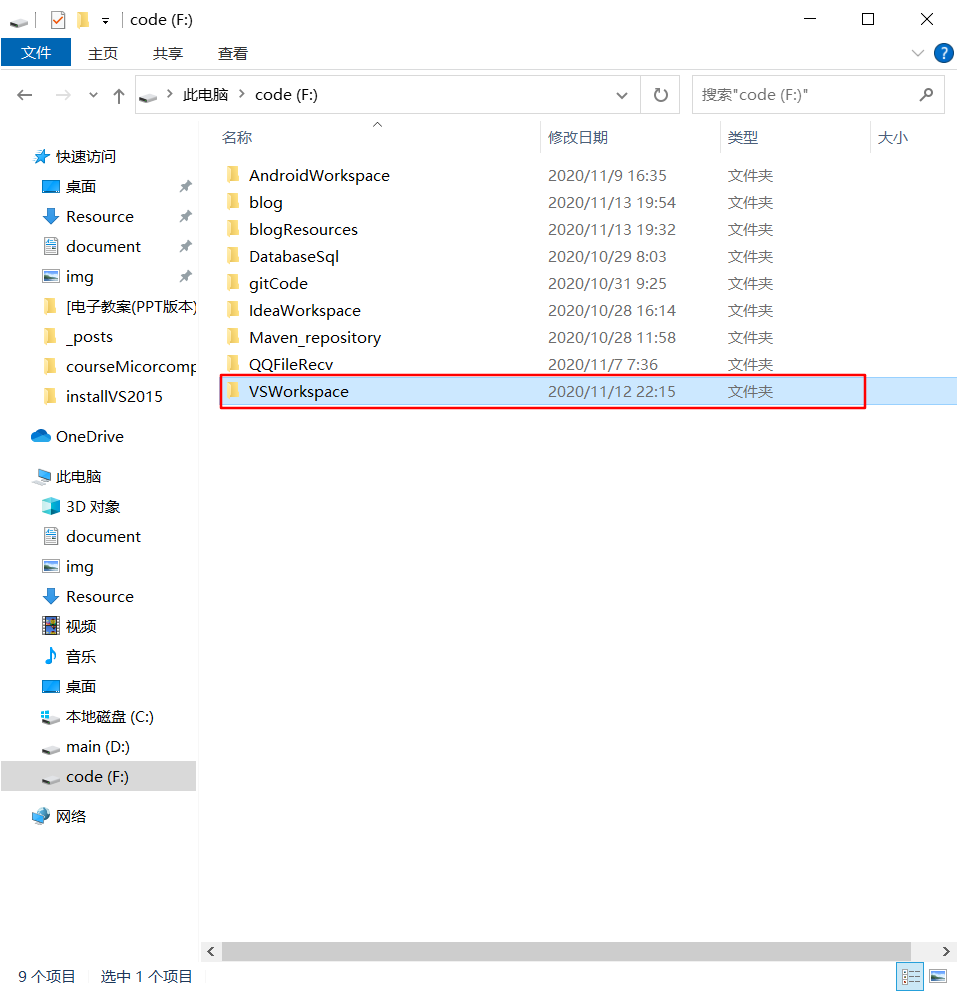 code (F:)
文件 主页 共享 查看
此电脑 code (F:) 搜索"code (F:)"
名称 修改日期 类型 大小
快速访问
桌面
Resource
document
img
[电子教案(PPT版本)
_posts
courseMicorcomp
installVS2015
OneDrive
此电脑
3D 对象
document
img
Resource
视频
音乐
桌面
本地磁盘 (C:)
main (D:)
code (F:)
网络
AndroidWorkspace 2020/11/9 16:35 文件夹
blog 2020/11/13 19:54 文件夹
blogResources 2020/11/13 19:32 文件夹
DatabaseSql 2020/10/29 8:03 文件夹
gitCode 2020/10/31 9:25 文件夹
IdeaWorkspace 2020/10/28 16:14 文件夹
Maven_repository 2020/10/28 11:58 文件夹
QQFileRecv 2020/11/7 7:36 文件夹
VSWorkspace 2020/11/12 22:15 文件夹
9 个项目 选中 1 个项目